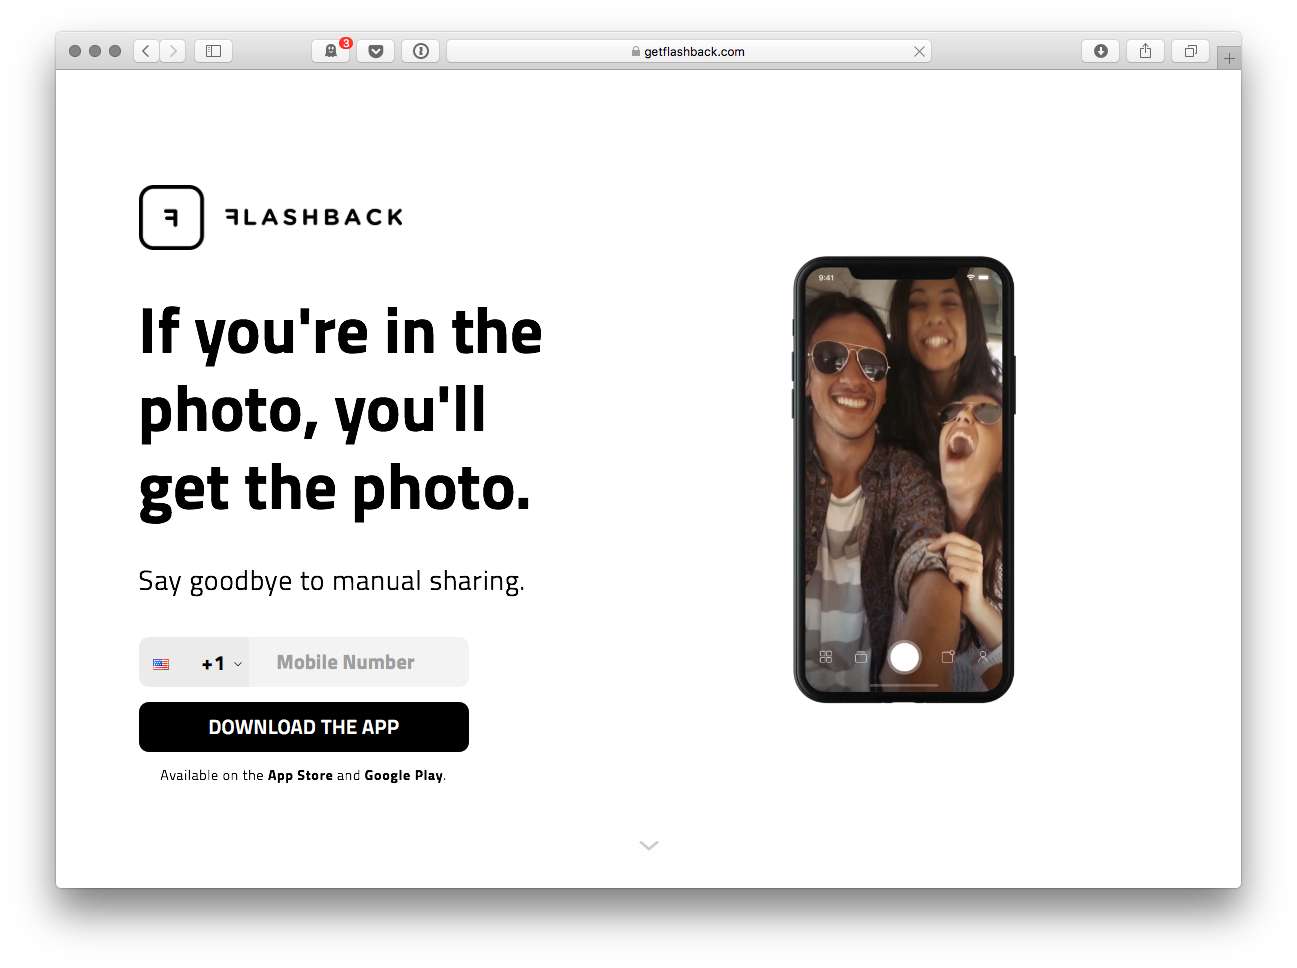 3
getflashback.com
FLASHBACK
If you're in the
photo, you'll
get the photo.
Say goodbye to manual sharing.
+1
Mobile Number
DOWNLOAD THE APP
Available on the App Store and Google Play.
9:41